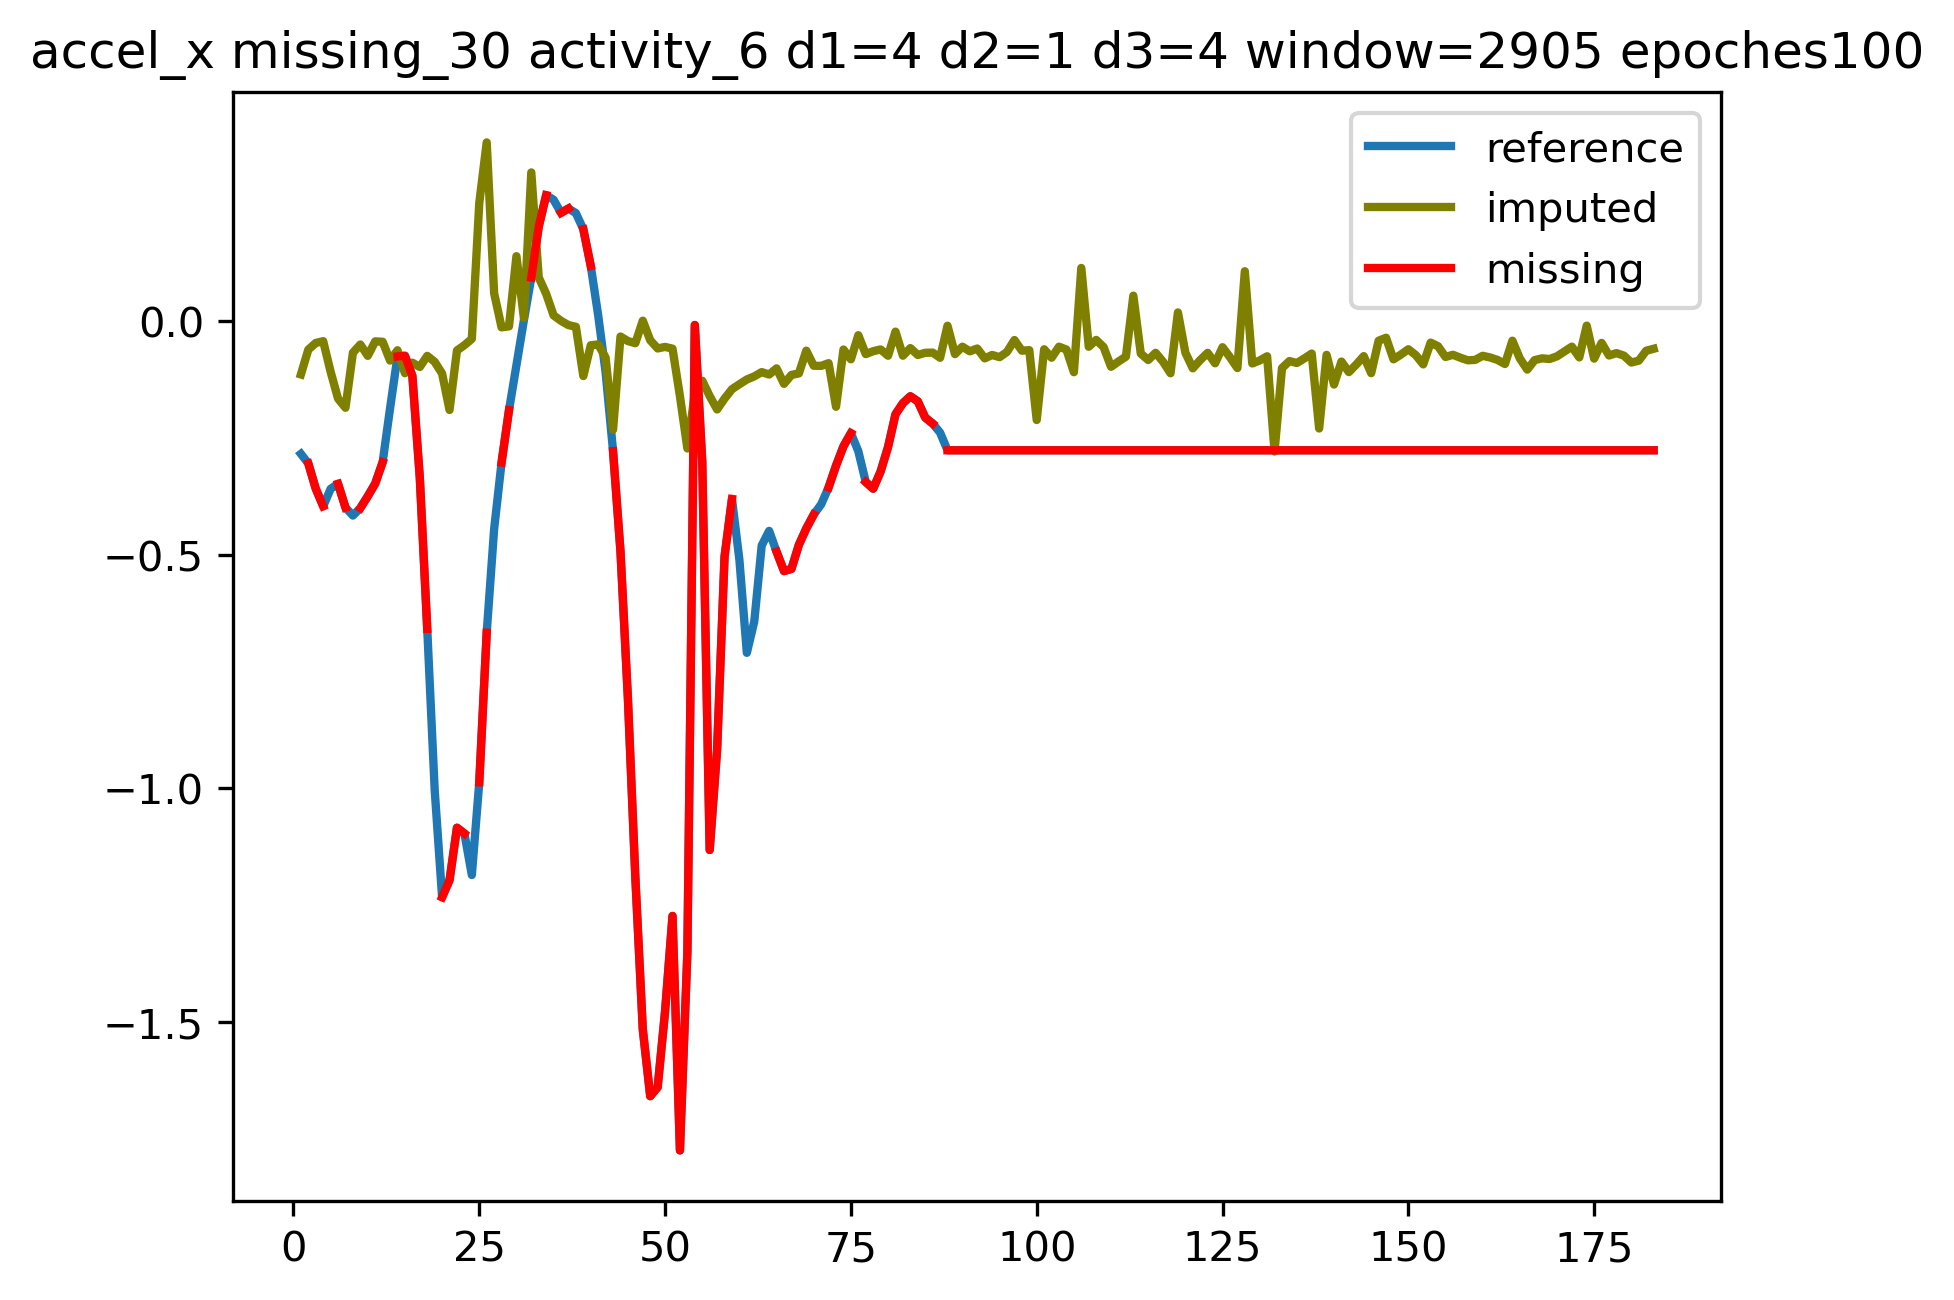 accel_x missing_30 activity_6 d1=4 d2=1 d3=4 window=2905 epoches100
reference
imputed
missing
0.0
−0.5
−1.0
−1.5
0 25 50 75 100 125 150 175